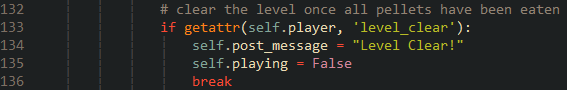 132 # clear the level once all pellets have been eaten
133 if getattr(self.player, 'level_clear'):
134 self.post_message = "Level Clear!"
135 self.playing = False
136 break